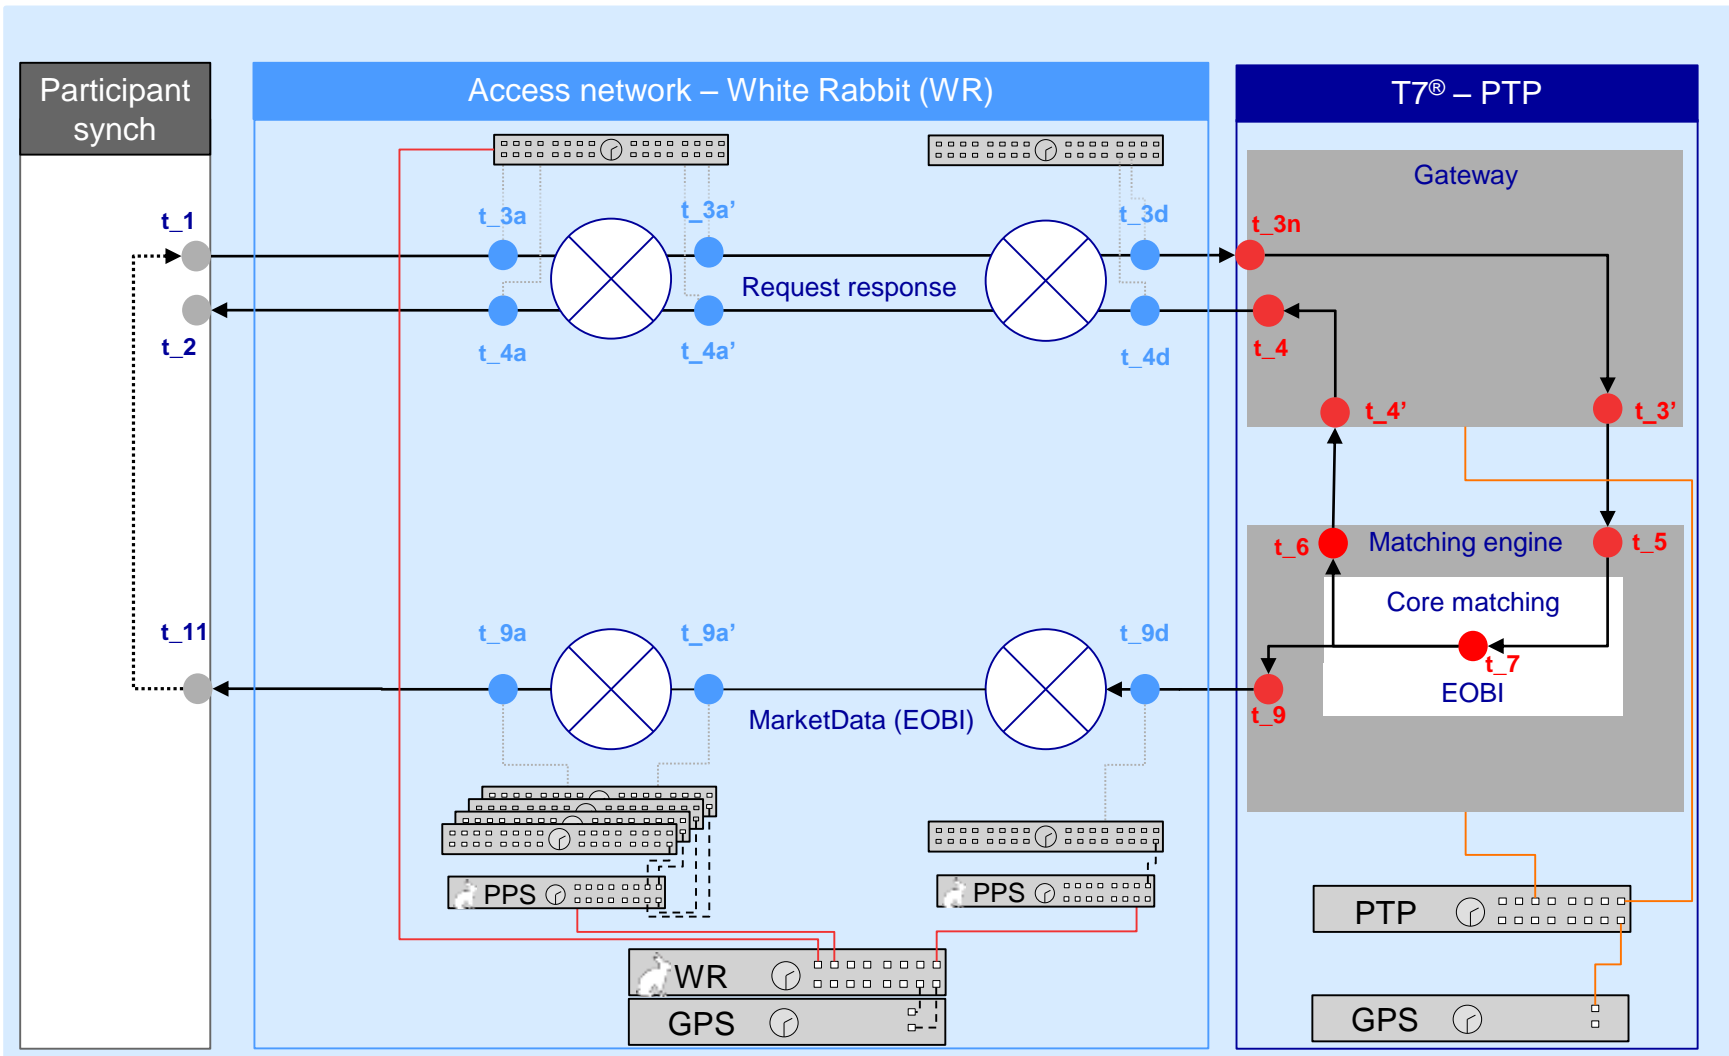 Participant
synch
Access network – White Rabbit (WR)
T7® – PTP
Gateway
t_1
t_3a
t_3a’
t_3d
t_3n
Request response
t_2
t_4a
t_4a’
t_4d
t_4
t_4’
t_3’
t_6
Matching engine
t_5
Core matching
t_11
t_9a
t_9a’
t_9d
t_7
EOBI
t_9
MarketData (EOBI)
PPS
PPS
PTP
WR
GPS
GPS